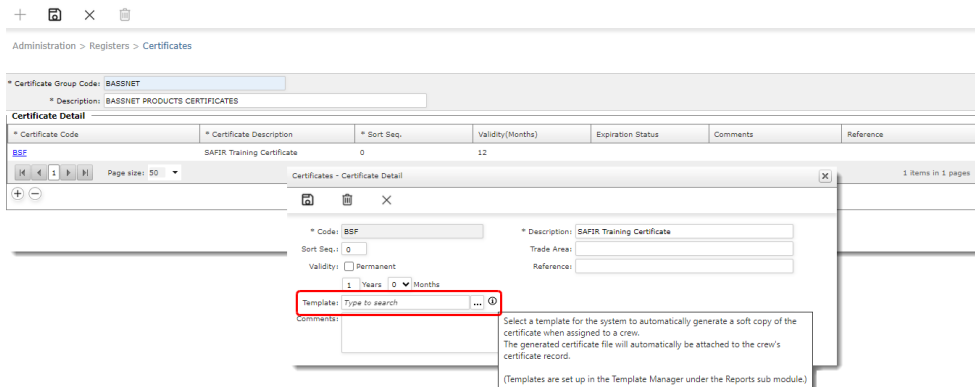 Administration > Registers > Certificates
* Certificate Group Code: BASSNET
* Description: BASSNET PRODUCTS CERTIFICATES
Certificate Detail
* Certificate Code * Certificate Description * Sort Seq. Validity(Months) Expiration Status Comments Reference
BSF SAFIR Training Certificate 0 12
1 Page size: 50 1 items in 1 pages
Certificates - Certificate Detail
* Code: BSF * Description: SAFIR Training Certificate
Sort Seq.: 0 Trade Area:
Validity: Permanent Reference:
1 Years 0 Months
Template: Type to search ...
Comments:
Select a template for the system to automatically generate a soft copy of the
certificate when assigned to a crew.
The generated certificate file will automatically be attached to the crew's
certificate record.
(Templates are set up in the Template Manager under the Reports sub module.)